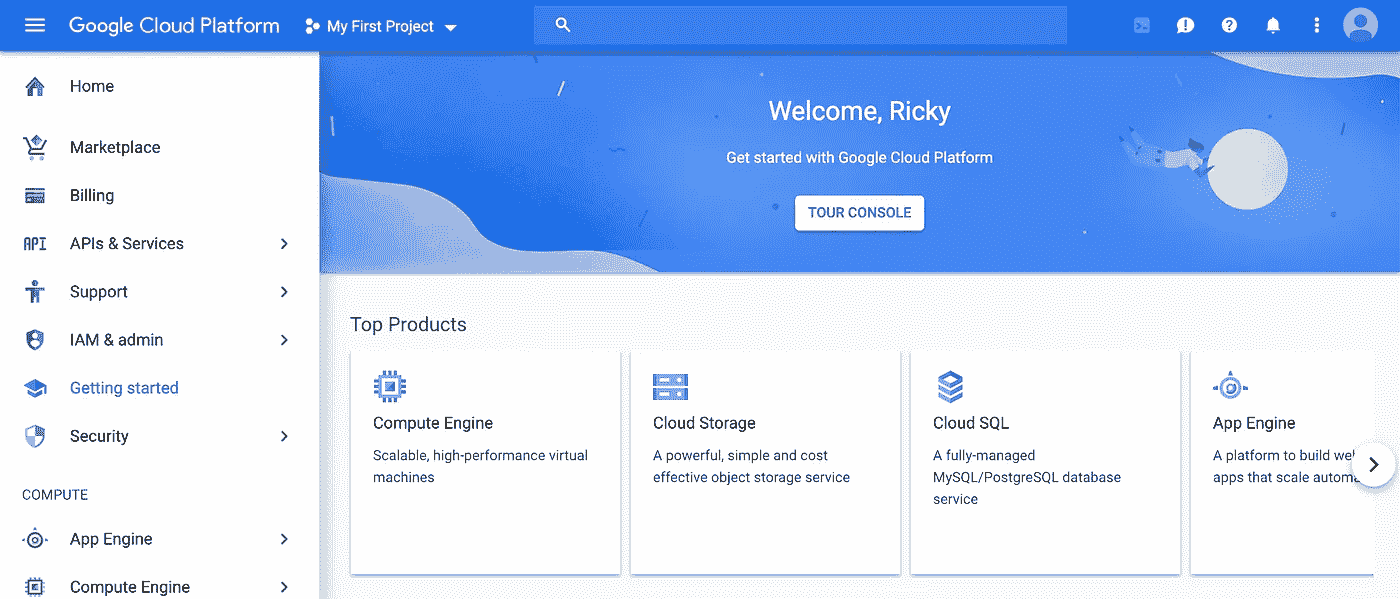 Google Cloud Platform
My First Project
Home
Marketplace
Billing
API
APIs & Services
Support
IAM & admin
Getting started
Security
COMPUTE
App Engine
Compute Engine
Welcome, Ricky
Get started with Google Cloud Platform
TOUR CONSOLE
Top Products
Compute Engine
Scalable, high-performance virtual
machines
Cloud Storage
A powerful, simple and cost
effective object storage service
Cloud SQL
A fully-managed
MySQL/PostgreSQL database
service
App Engine
A platform to build
apps that scale